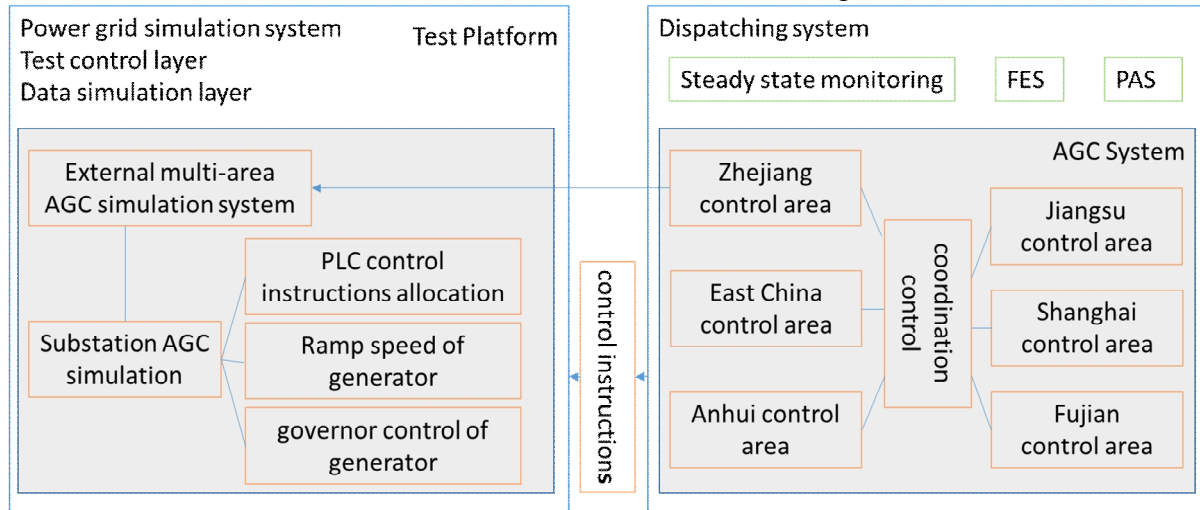 Power grid simulation system
Test Platform
Test control layer
Data simulation layer
External multi-area
AGC simulation system
PLC control
instructions allocation
Substation AGC
simulation
Ramp speed of
generator
governor control of
generator
control instructions
Dispatching system
Steady state monitoring
FES
PAS
AGC System
Zhejiang
control area
East China
control area
Anhui control
area
coordination
control
Jiangsu
control area
Shanghai
control area
Fujian
control area